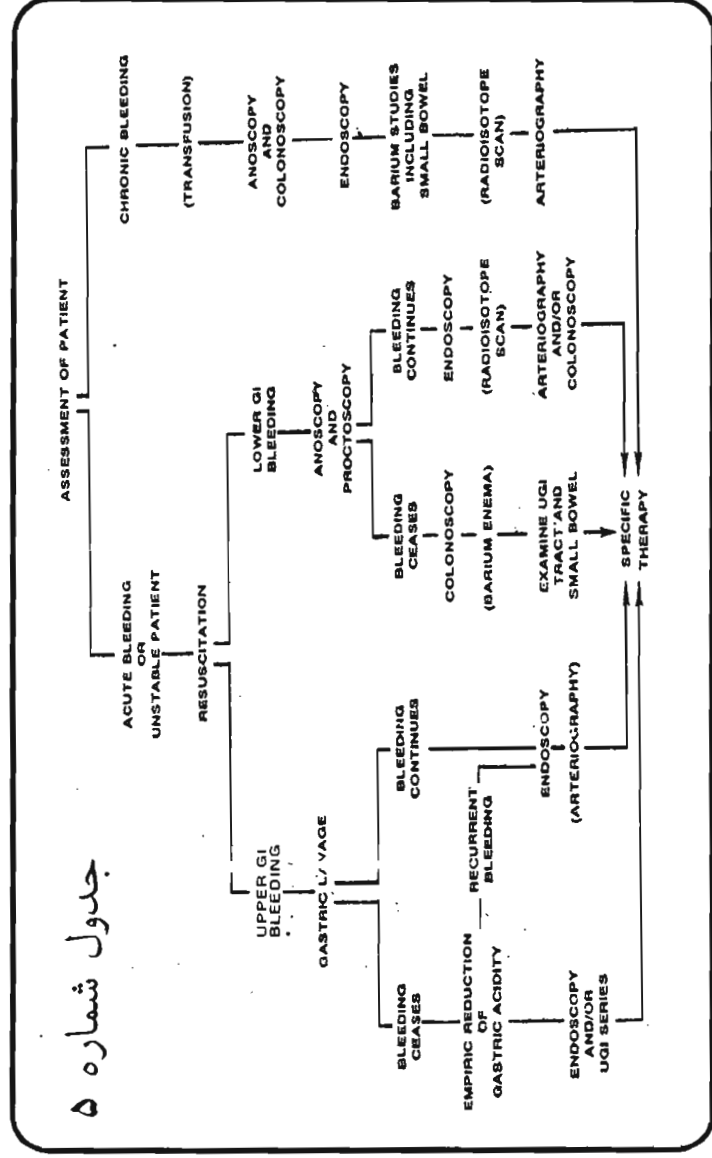 جدول شماره ۵
ASSESSMENT OF PATIENT
ACUTE BLEEDING
OR
UNSTABLE PATIENT
RESUSCITATION
UPPER GI
BLEEDING
GASTRIC L/ VAGE
BLEEDING
CEASES
EMPIRIC REDUCTION
OF
GASTRIC ACIDITY
ENDOSCOPY
AND/OR
UGI SERIES
RECURRENT
BLEEDING
BLEEDING
CONTINUES
ENDOSCOPY
(ARTERIOGRAPHY)
LOWER GI
BLEEDING
ANOSCOPY
AND
PROCTOSCOPY
BLEEDING
CEASES
COLONOSCOPY
(BARIUM ENEMA)
EXAMINE UGI
TRACT AND
SMALL BOWEL
BLEEDING
CONTINUES
ENDOSCOPY
(RADIOISOTOPE
SCAN)
ARTERIOGRAPHY
AND/OR
COLONOSCOPY
CHRONIC BLEEDING
(TRANSFUSION)
ANOSCOPY
AND
COLONOSCOPY
ENDOSCOPY
BARIUM STUDIES
INCLUDING
SMALL BOWEL
(RADIOISOTOPE
SCAN)
ARTERIOGRAPHY
SPECIFIC
THERAPY